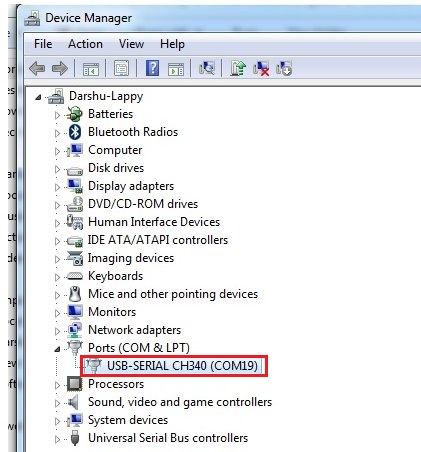 Device Manager
File Action View Help
Darshu-Lappy
Batteries
Bluetooth Radios
Computer
Disk drives
Display adapters
DVD/CD-ROM drives
Human Interface Devices
IDE ATA/ATAPI controllers
Imaging devices
Keyboards
Mice and other pointing devices
Monitors
Network adapters
Ports (COM & LPT)
USB-SERIAL CH340 (COM19)
Processors
Sound, video and game controllers
System devices
Universal Serial Bus controllers